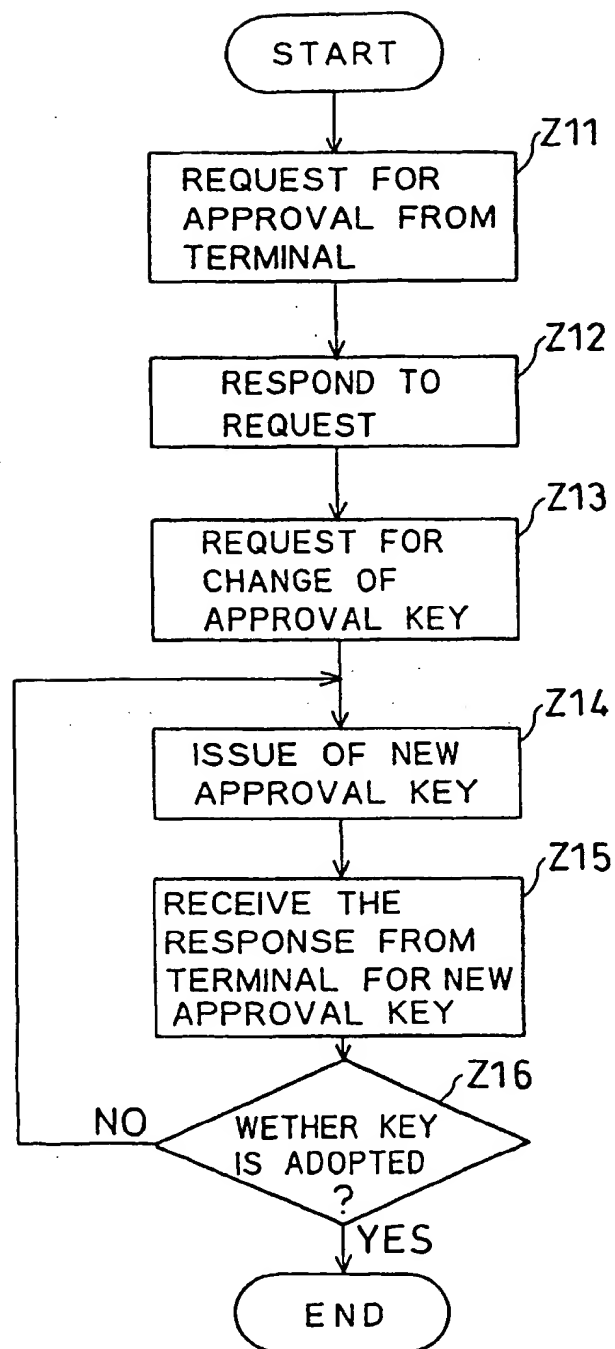 START
Z11
REQUEST FOR
APPROVAL FROM
TERMINAL
Z12
RESPOND TO
REQUEST
Z13
REQUEST FOR
CHANGE OF
APPROVAL KEY
Z14
ISSUE OF NEW
APPROVAL KEY
Z15
RECEIVE THE
RESPONSE FROM
TERMINAL FOR NEW
APPROVAL KEY
Z16
NO
WETHER KEY
IS ADOPTED
?
YES
END